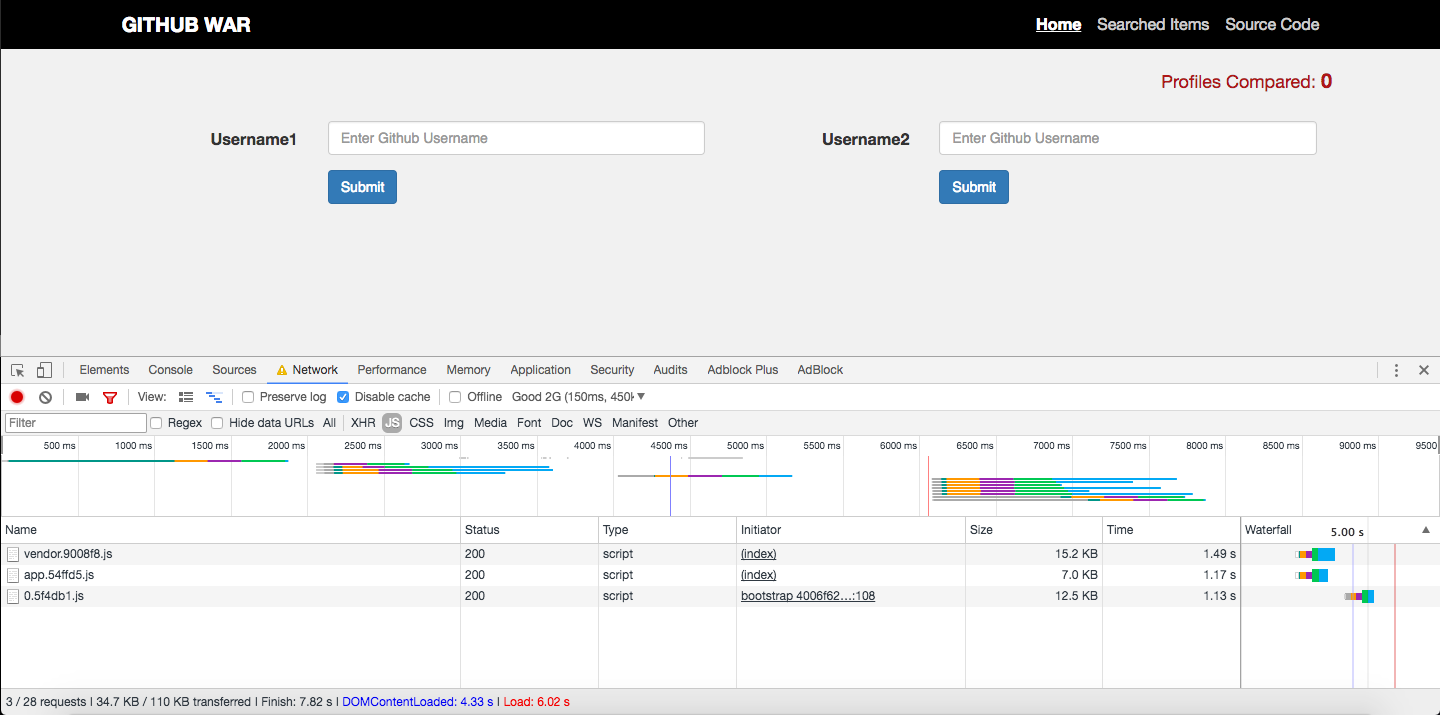 GITHUB WAR Home Searched Items Source Code
Profiles Compared: 0
Username1 Enter Github Username Username2 Enter Github Username
Submit Submit
Elements Console Sources Network Performance Memory Application Security Audits Adblock Plus AdBlock
View: Preserve log Disable cache Offline Good 2G (150ms, 450k
Filter Regex Hide data URLs All XHR JS CSS Img Media Font Doc WS Manifest Other
500 ms 1000 ms 1500 ms 2000 ms 2500 ms 3000 ms 3500 ms 4000 ms 4500 ms 5000 ms 5500 ms 6000 ms 6500 ms 7000 ms 7500 ms 8000 ms 8500 ms 9000 ms 9500
Name Status Type Initiator Size Time Waterfall 5.00 s
vendor.9008f8.js 200 script (index) 15.2 KB 1.49 s
app.54ffd5.js 200 script (index) 7.0 KB 1.17 s
0.5f4db1.js 200 script bootstrap 4006f62…:108 12.5 KB 1.13 s
3 / 28 requests | 34.7 KB / 110 KB transferred | Finish: 7.82 s | DOMContentLoaded: 4.33 s | Load: 6.02 s